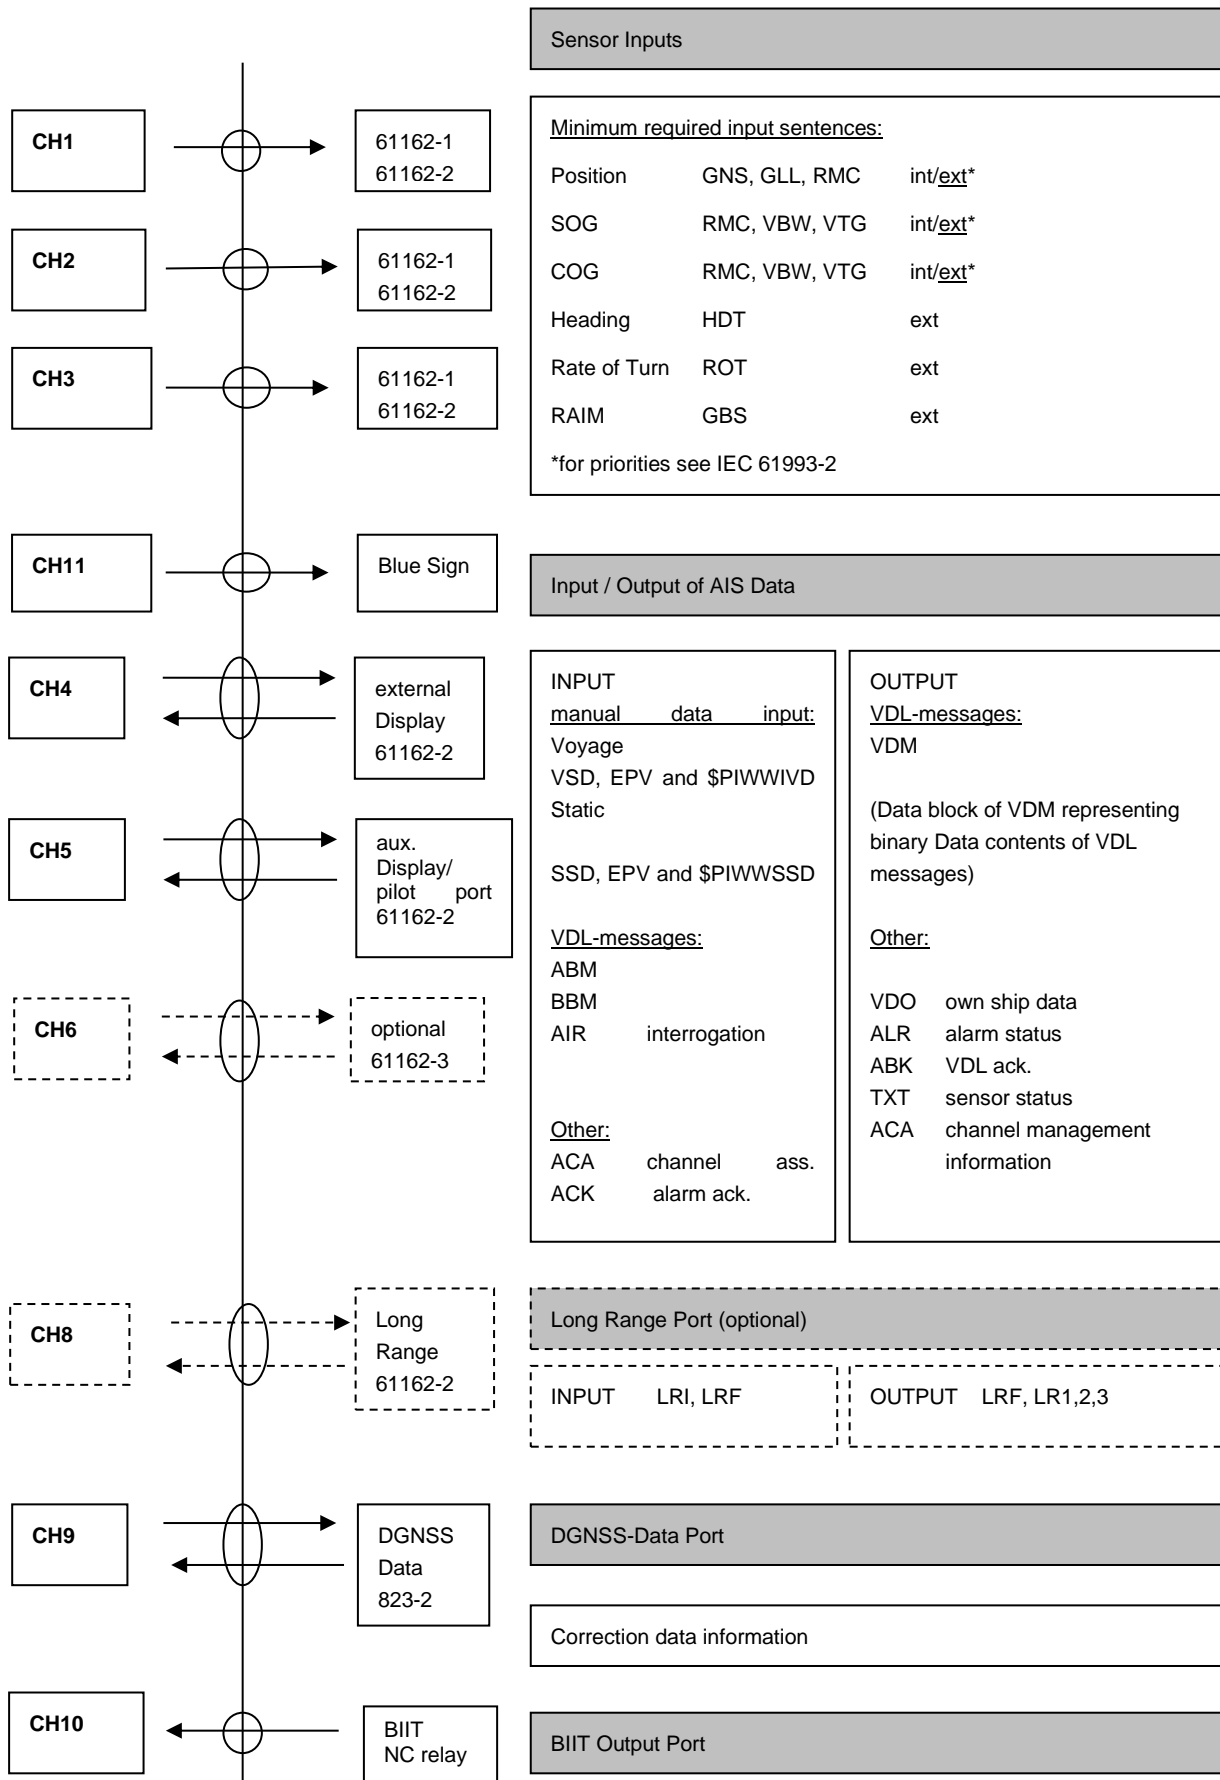 Sensor Inputs
CH1
61162-1
61162-2
CH2
61162-1
61162-2
CH3
61162-1
61162-2
Minimum required input sentences:
Position GNS, GLL, RMC int/ext*
SOG RMC, VBW, VTG int/ext*
COG RMC, VBW, VTG int/ext*
Heading HDT ext
Rate of Turn ROT ext
RAIM GBS ext
*for priorities see IEC 61993-2
CH11
Blue Sign
Input / Output of AIS Data
CH4
external
Display
61162-2
CH5
aux.
Display/
pilot port
61162-2
CH6
optional
61162-3
INPUT
manual data input:
Voyage
VSD, EPV and $PIWWIVD
Static
SSD, EPV and $PIWWSSD
VDL-messages:
ABM
BBM
AIR interrogation
Other:
ACA channel ass.
ACK alarm ack.
OUTPUT
VDL-messages:
VDM
(Data block of VDM representing
binary Data contents of VDL
messages)
Other:
VDO own ship data
ALR alarm status
ABK VDL ack.
TXT sensor status
ACA channel management
information
CH8
Long
Range
61162-2
Long Range Port (optional)
INPUT LRI, LRF
OUTPUT LRF, LR1,2,3
CH9
DGNSS
Data
823-2
DGNSS-Data Port
Correction data information
CH10
BIIT
NC relay
BIIT Output Port